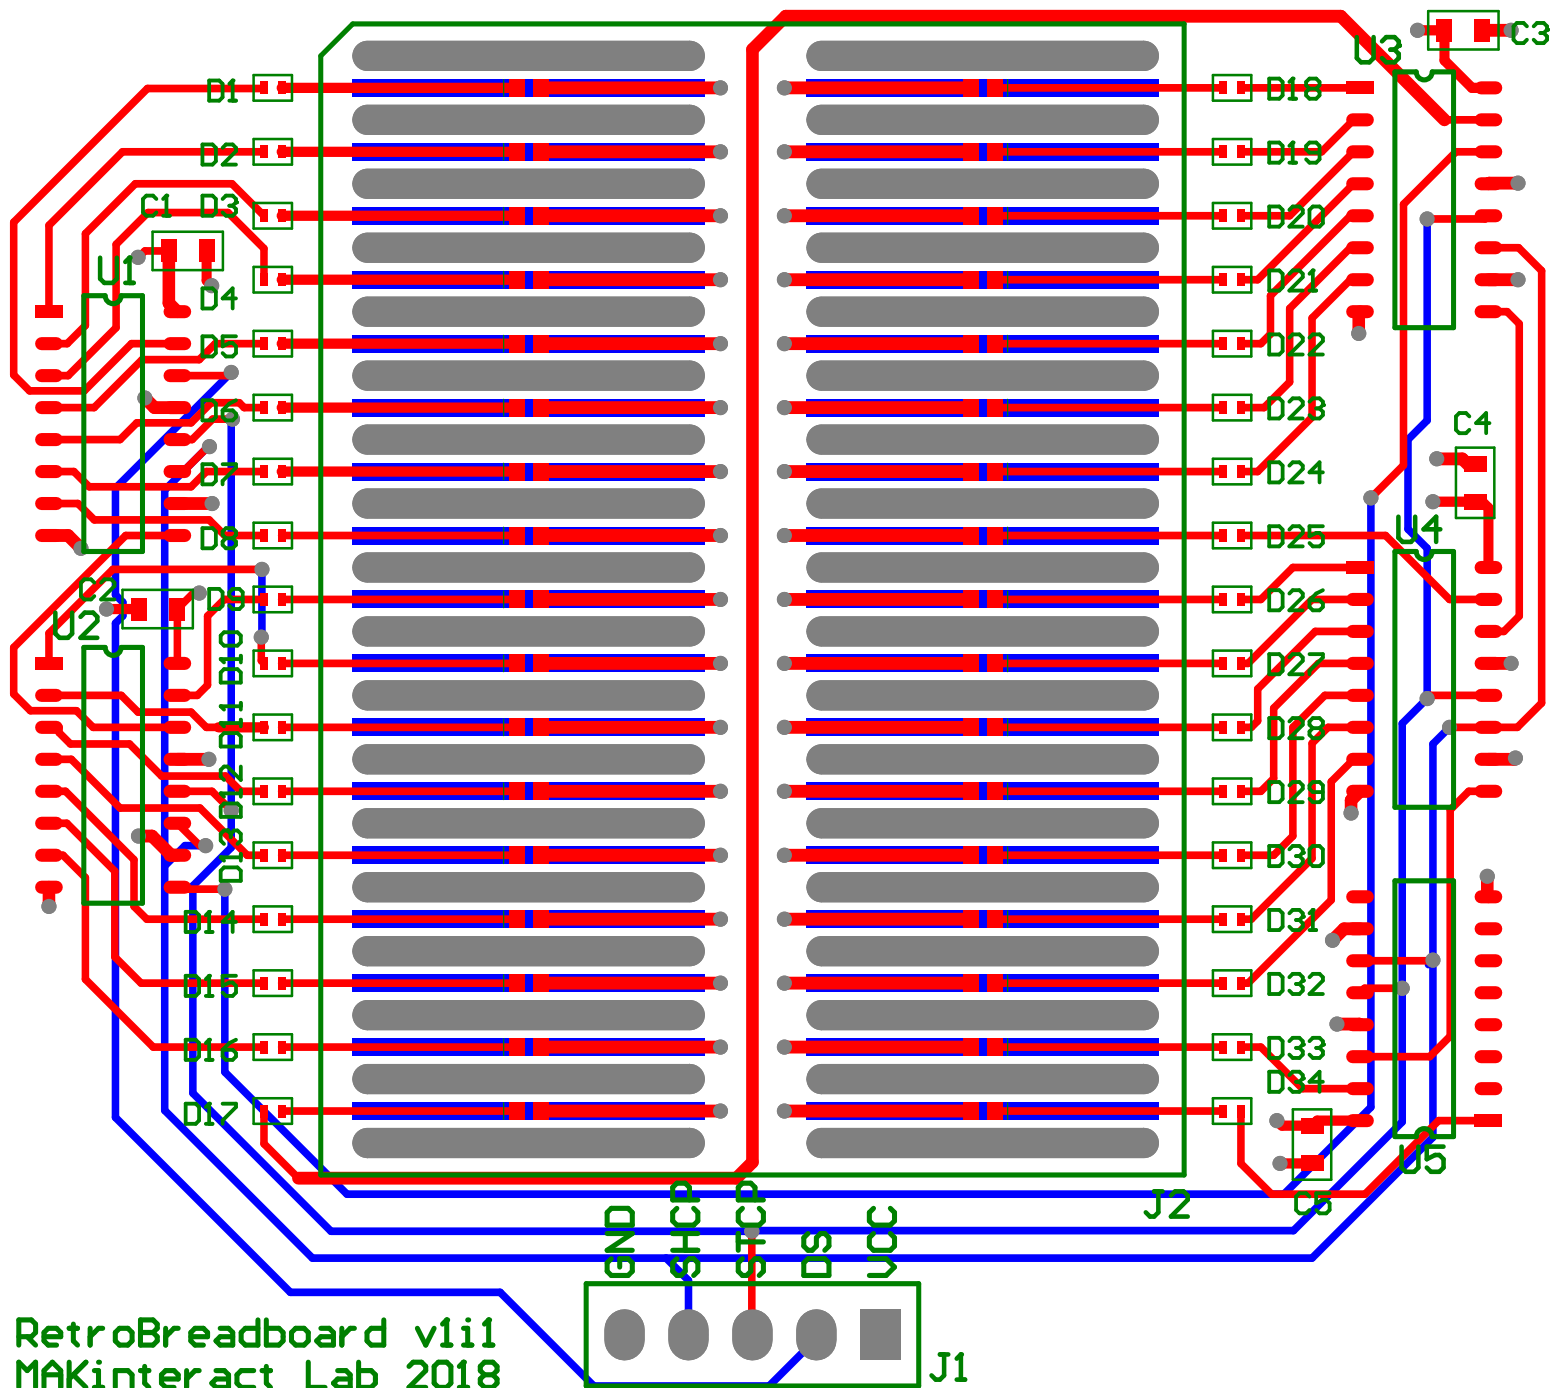 U3
C3
D1
D18
D2
D19
C1
D3
D20
U1
D4
D21
D5
D22
D6
D23
C4
D7
D24
U4
D8
D25
C2
D9
D26
U2
D10
D27
D11
D28
D12
D29
D13
D30
D14
D31
D15
D32
D16
D33
D34
D17
U5
C5
J2
GND
SHCP
STCP
DS
VCC
J1
RetroBreadboard v1i1
MAKinteract Lab 2018